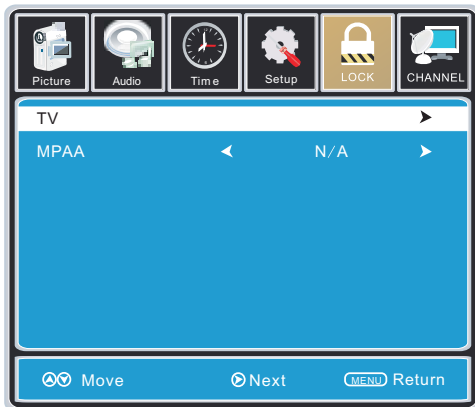 Picture Audio Time Setup LOCK CHANNEL
TV
MPAA N/A
Move Next MENU Return